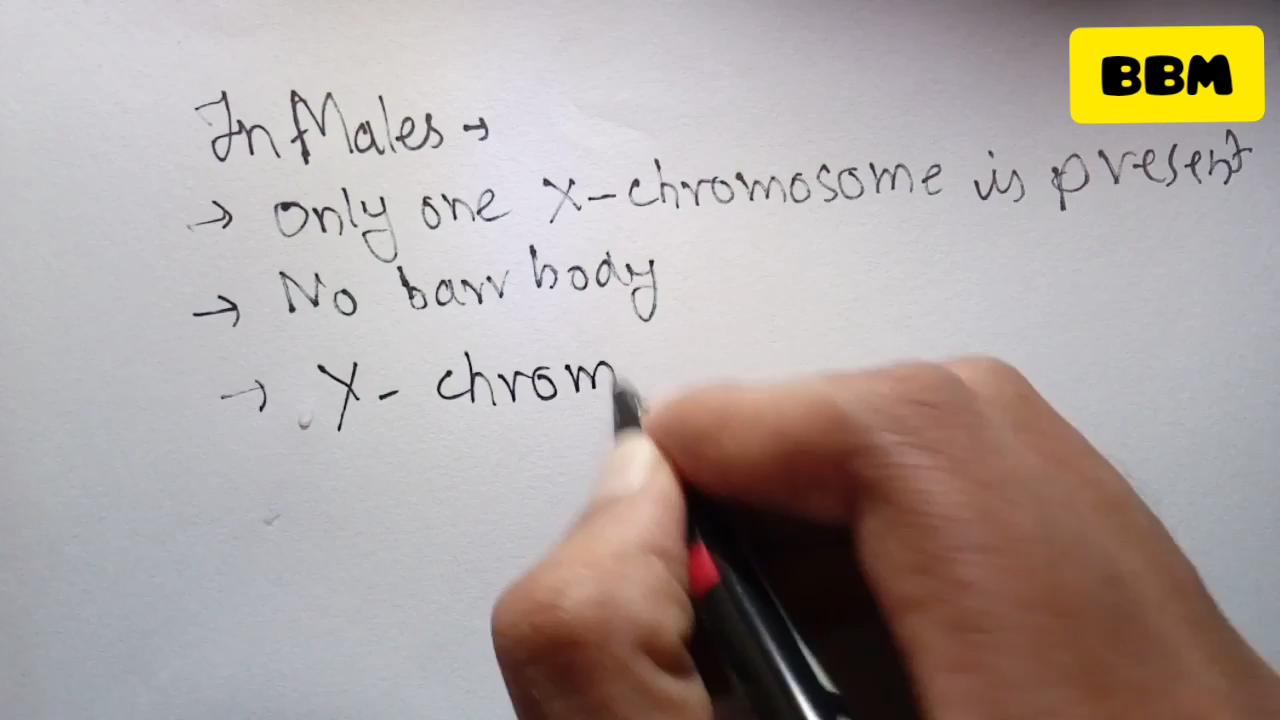 BBM
In Males →
→ Only one X-chromosome is present
→ No barr body
→ X- chrom